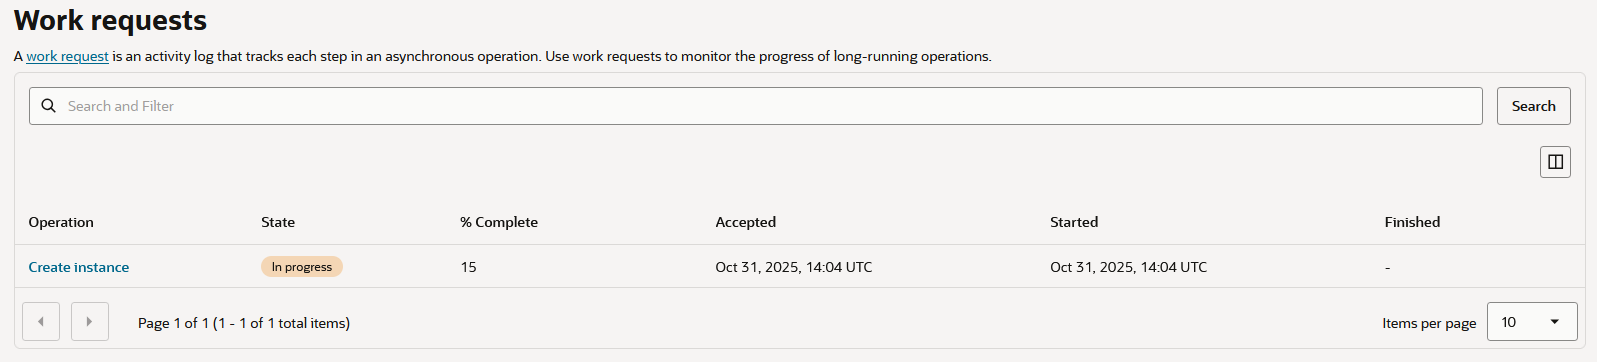 Work requests
A work request is an activity log that tracks each step in an asynchronous operation. Use work requests to monitor the progress of long-running operations.
Search and Filter
Search
Operation State % Complete Accepted Started Finished
Create instance In progress 15 Oct 31, 2025, 14:04 UTC Oct 31, 2025, 14:04 UTC -
Page 1 of 1 (1 - 1 of 1 total items) Items per page 10